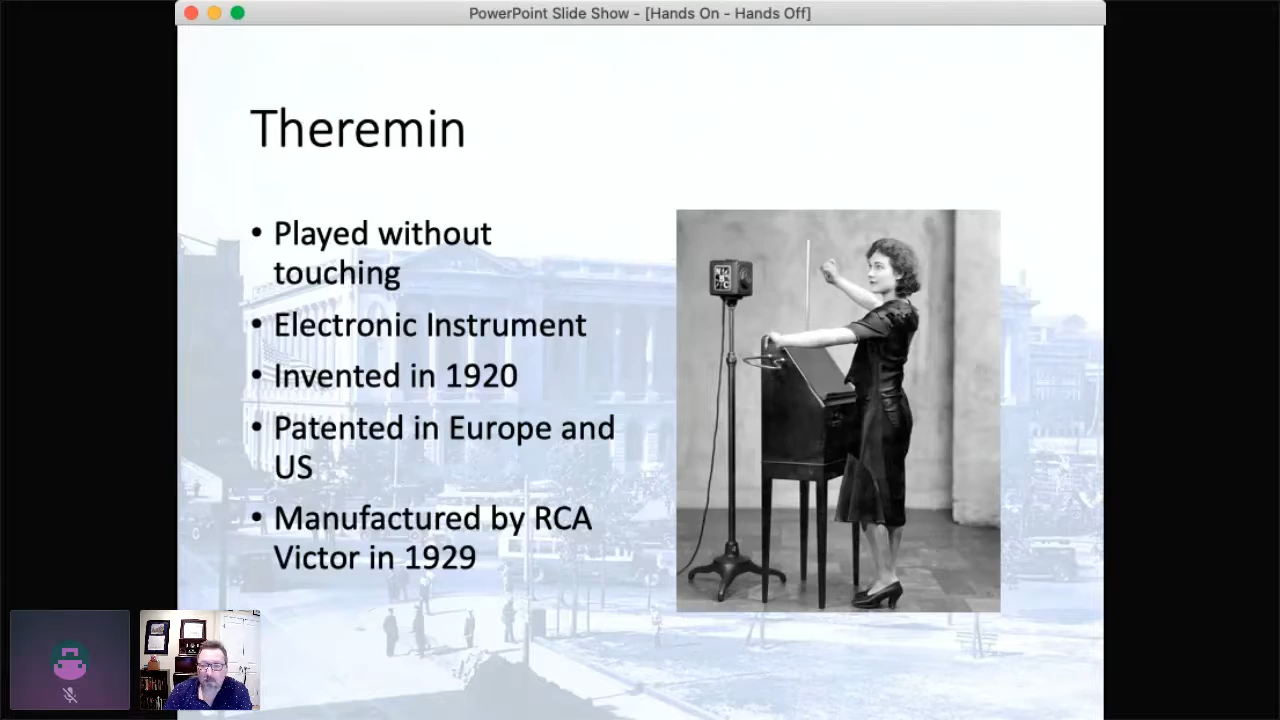 PowerPoint Slide Show - [Hands On - Hands Off]
Theremin
• Played without
touching
• Electronic Instrument
• Invented in 1920
• Patented in Europe and
US
• Manufactured by RCA
Victor in 1929